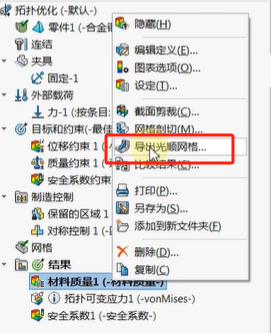 拓扑优化 (-默认-)
零件1 (-合金
连结
夹具
固定-1
外部载荷
力-1 (:按条目:
目标和约束(-最佳
位移约束 1 (-
质量约束 1 (-
安全系数约束
制造控制
保留的区域 1
对称控制 1 (-D
网格
结果
材料质量1 (-材料质量-)
拓扑可变应力1 (-vonMises-)
安全系数1 (-安全系数-)
隐藏(H)
编辑定义(E)...
图表选项(O)...
设定(T)...
截面剪裁(C)...
网格剖切(M)...
导出光顺网格...
比较结果(C)...
打印(P)...
另存为(S)...
添加到新文件夹(F)
删除(D)...
复制(C)